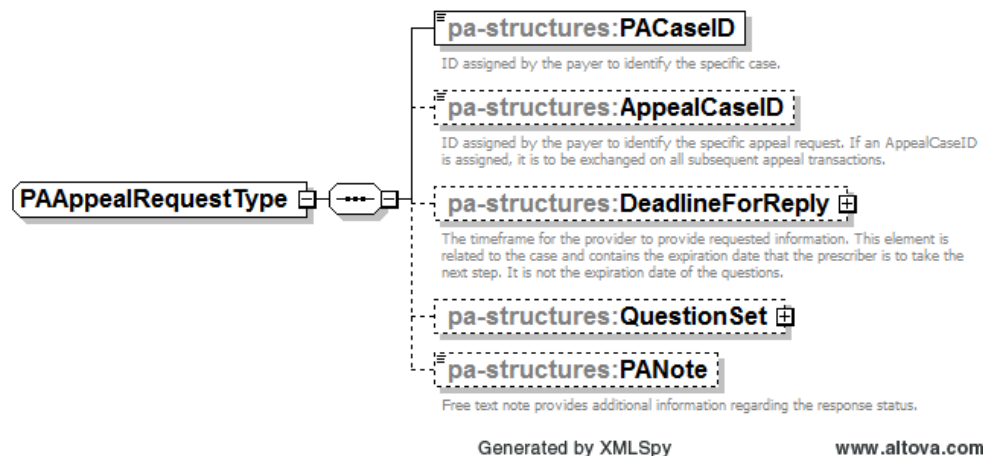 pa-structures:PACaseID
ID assigned by the payer to identify the specific case.
pa-structures:AppealCaseID
ID assigned by the payer to identify the specific appeal request. If an AppealCaseID
is assigned, it is to be exchanged on all subsequent appeal transactions.
PAAppealRequestType
pa-structures:DeadlineForReply
The timeframe for the provider to provide requested information. This element is
related to the case and contains the expiration date that the prescriber is to take the
next step. It is not the expiration date of the questions.
pa-structures:QuestionSet
pa-structures:PANote
Free text note provides additional information regarding the response status.
Generated by XMLSpy www.altova.com